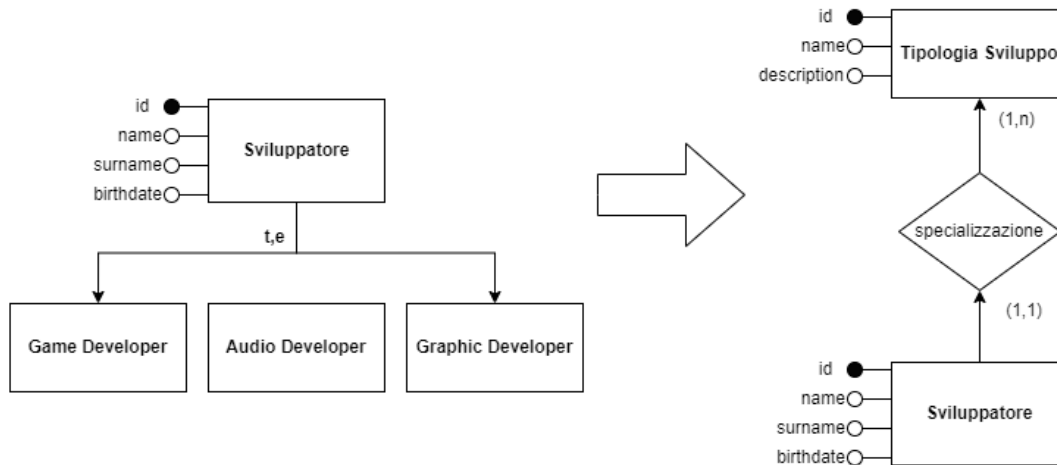 id
name
surname
birthdate
Sviluppatore
t,e
Game Developer
Audio Developer
Graphic Developer
id
name
description
Tipologia Sviluppo
(1,n)
specializzazione
(1,1)
id
name
surname
birthdate
Sviluppatore